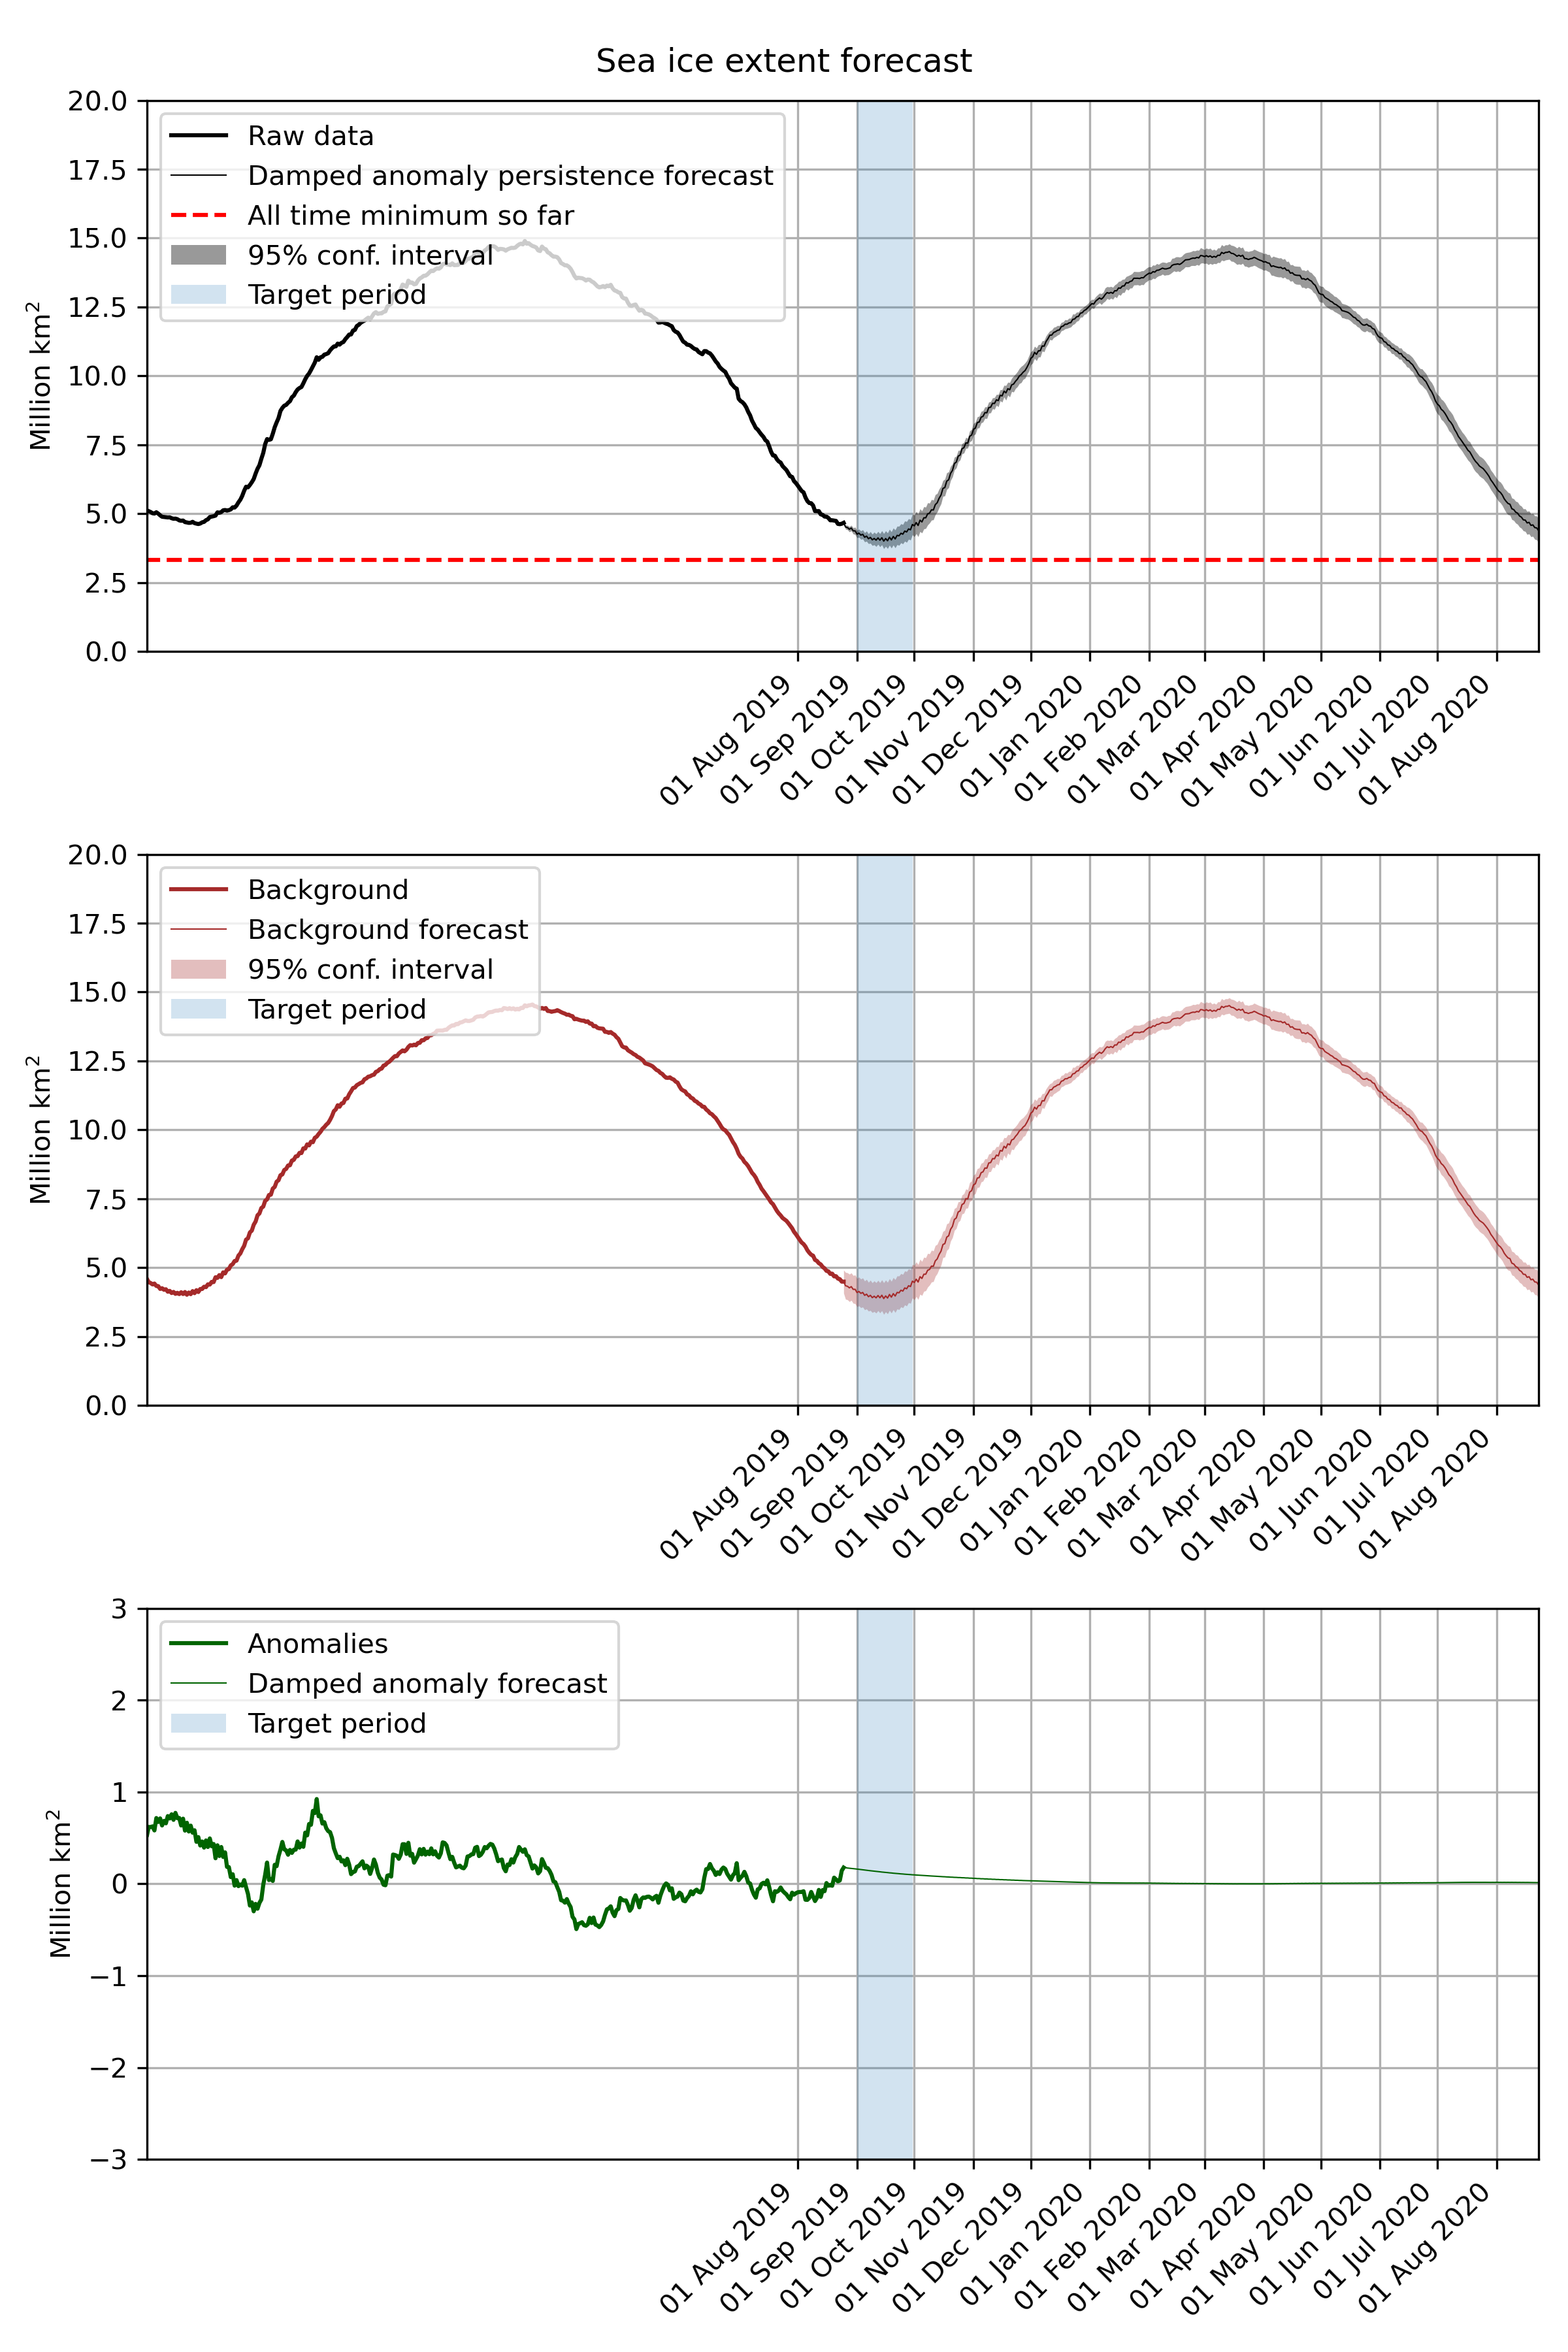 Sea ice extent forecast
20.0
17.5
15.0
12.5
10.0
7.5
5.0
2.5
0.0
Million km²
Raw data
Damped anomaly persistence forecast
All time minimum so far
95% conf. interval
Target period
01 Aug 2019
01 Sep 2019
01 Oct 2019
01 Nov 2019
01 Dec 2019
01 Jan 2020
01 Feb 2020
01 Mar 2020
01 Apr 2020
01 May 2020
01 Jun 2020
01 Jul 2020
01 Aug 2020
20.0
17.5
15.0
12.5
10.0
7.5
5.0
2.5
0.0
Million km²
Background
Background forecast
95% conf. interval
Target period
01 Aug 2019
01 Sep 2019
01 Oct 2019
01 Nov 2019
01 Dec 2019
01 Jan 2020
01 Feb 2020
01 Mar 2020
01 Apr 2020
01 May 2020
01 Jun 2020
01 Jul 2020
01 Aug 2020
3
2
1
0
−1
−2
−3
Million km²
Anomalies
Damped anomaly forecast
Target period
01 Aug 2019
01 Sep 2019
01 Oct 2019
01 Nov 2019
01 Dec 2019
01 Jan 2020
01 Feb 2020
01 Mar 2020
01 Apr 2020
01 May 2020
01 Jun 2020
01 Jul 2020
01 Aug 2020